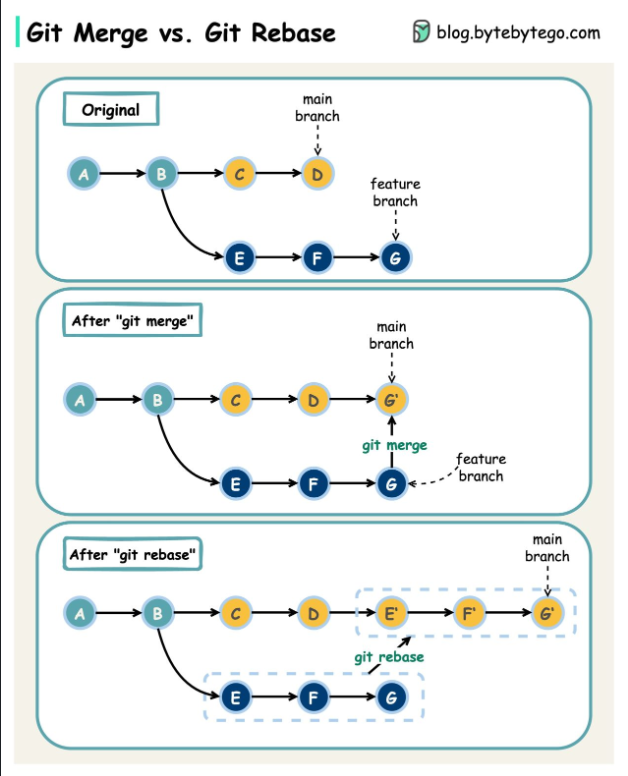 Git Merge vs. Git Rebase
blog.bytebytego.com
Original
main
branch
A
B
C
D
feature
branch
E
F
G
After "git merge"
main
branch
A
B
C
D
G'
git merge
feature
branch
E
F
G
After "git rebase"
main
branch
A
B
C
D
E'
F'
G'
git rebase
E
F
G